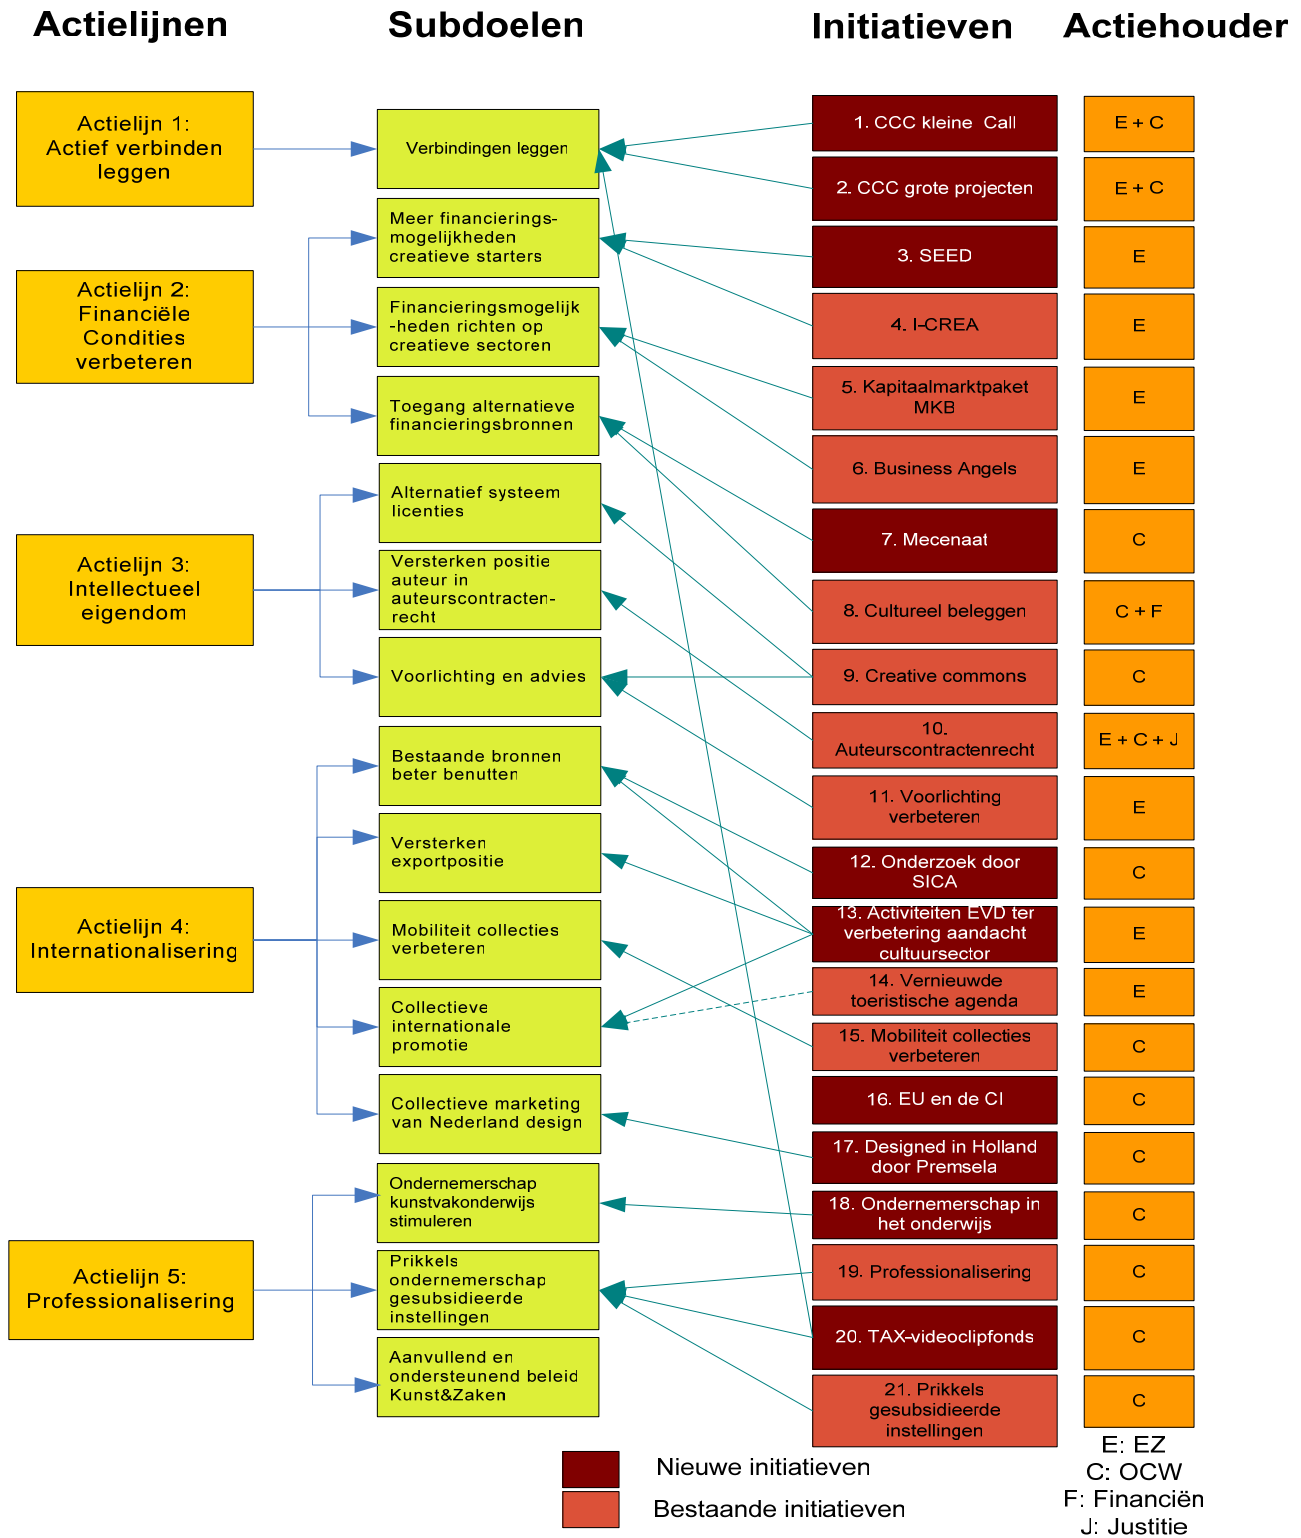 Actielijnen
Subdoelen
Initiatieven
Actiehouder
Actielijn 1:
Actief verbinden
leggen
Actielijn 2:
Financiële
Condities
verbeteren
Actielijn 3:
Intellectueel
eigendom
Actielijn 4:
Internationalisering
Actielijn 5:
Professionalisering
Verbindingen leggen
Meer financierings-
mogelijkheden
creatieve starters
Financieringsmogelijk
-heden richten op
creatieve sectoren
Toegang alternatieve
financieringsbronnen
Alternatief systeem
licenties
Versterken positie
auteur in
auteurscontracten-
recht
Voorlichting en advies
Bestaande bronnen
beter benutten
Versterken
exportpositie
Mobiliteit collecties
verbeteren
Collectieve
internationale
promotie
Collectieve marketing
van Nederland design
Ondernemerschap
kunstvakonderwijs
stimuleren
Prikkels
ondernemerschap
gesubsidieerde
instellingen
Aanvullend en
ondersteunend beleid
Kunst&Zaken
1. CCC kleine Call
2. CCC grote projecten
3. SEED
4. I-CREA
5. Kapitaalmarktpaket
MKB
6. Business Angels
7. Mecenaat
8. Cultureel beleggen
9. Creative commons
10.
Auteurscontractenrecht
11. Voorlichting
verbeteren
12. Onderzoek door
SICA
13. Activiteiten EVD ter
verbetering aandacht
cultuursector
14. Vernieuwde
toeristische agenda
15. Mobiliteit collecties
verbeteren
16. EU en de CI
17. Designed in Holland
door Premsela
18. Ondernemerschap in
het onderwijs
19. Professionalisering
20. TAX-videoclipfonds
21. Prikkels
gesubsidieerde
instellingen
E + C
E + C
E
E
E
E
C
C + F
C
E + C + J
E
C
E
E
C
C
C
C
C
C
C
E: EZ
C: OCW
F: Financiën
J: Justitie
Nieuwe initiatieven
Bestaande initiatieven